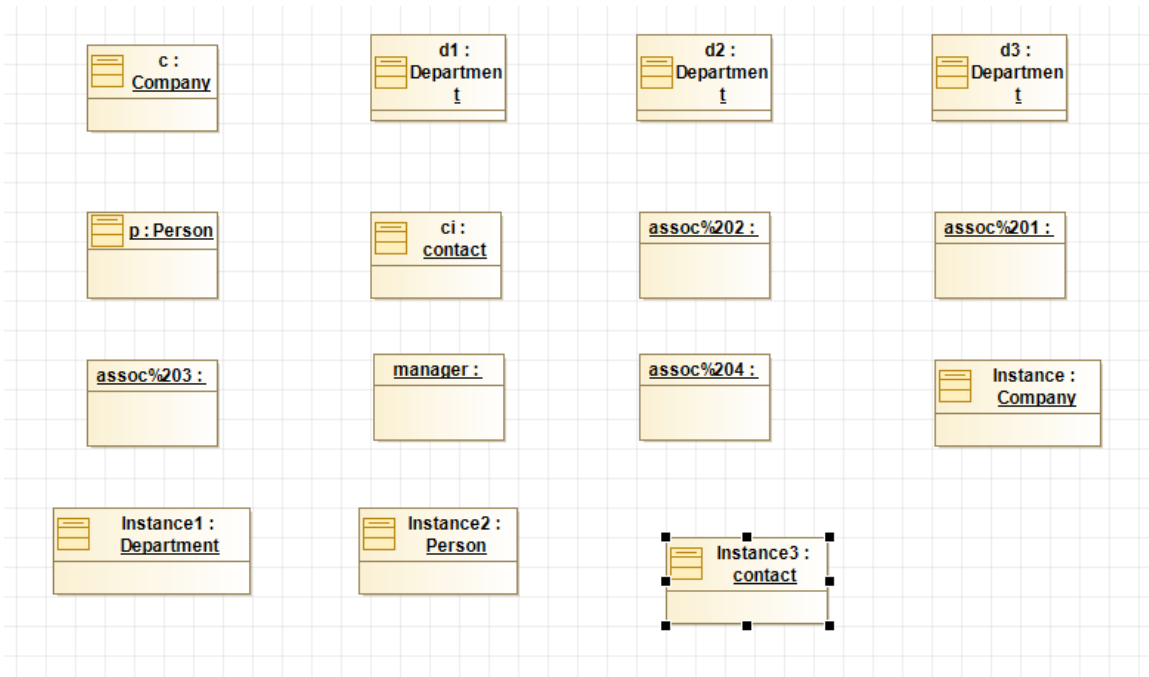 c :
Company
d1 :
Departmen
t
d2 :
Departmen
t
d3 :
Departmen
t
p : Person
ci :
contact
assoc%202 :
assoc%201 :
assoc%203 :
manager :
assoc%204 :
Instance :
Company
Instance1 :
Department
Instance2 :
Person
Instance3 :
contact